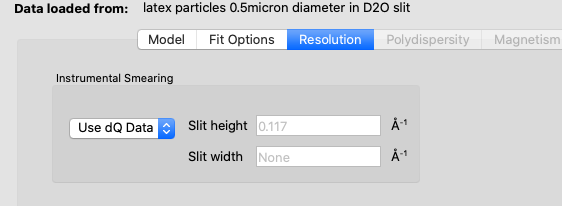 Data loaded from: latex particles 0.5micron diameter in D2O slit
Model Fit Options Resolution Polydispersity Magnetism
Instrumental Smearing
Use dQ Data Slit height 0.117 Å⁻¹
Slit width None Å⁻¹